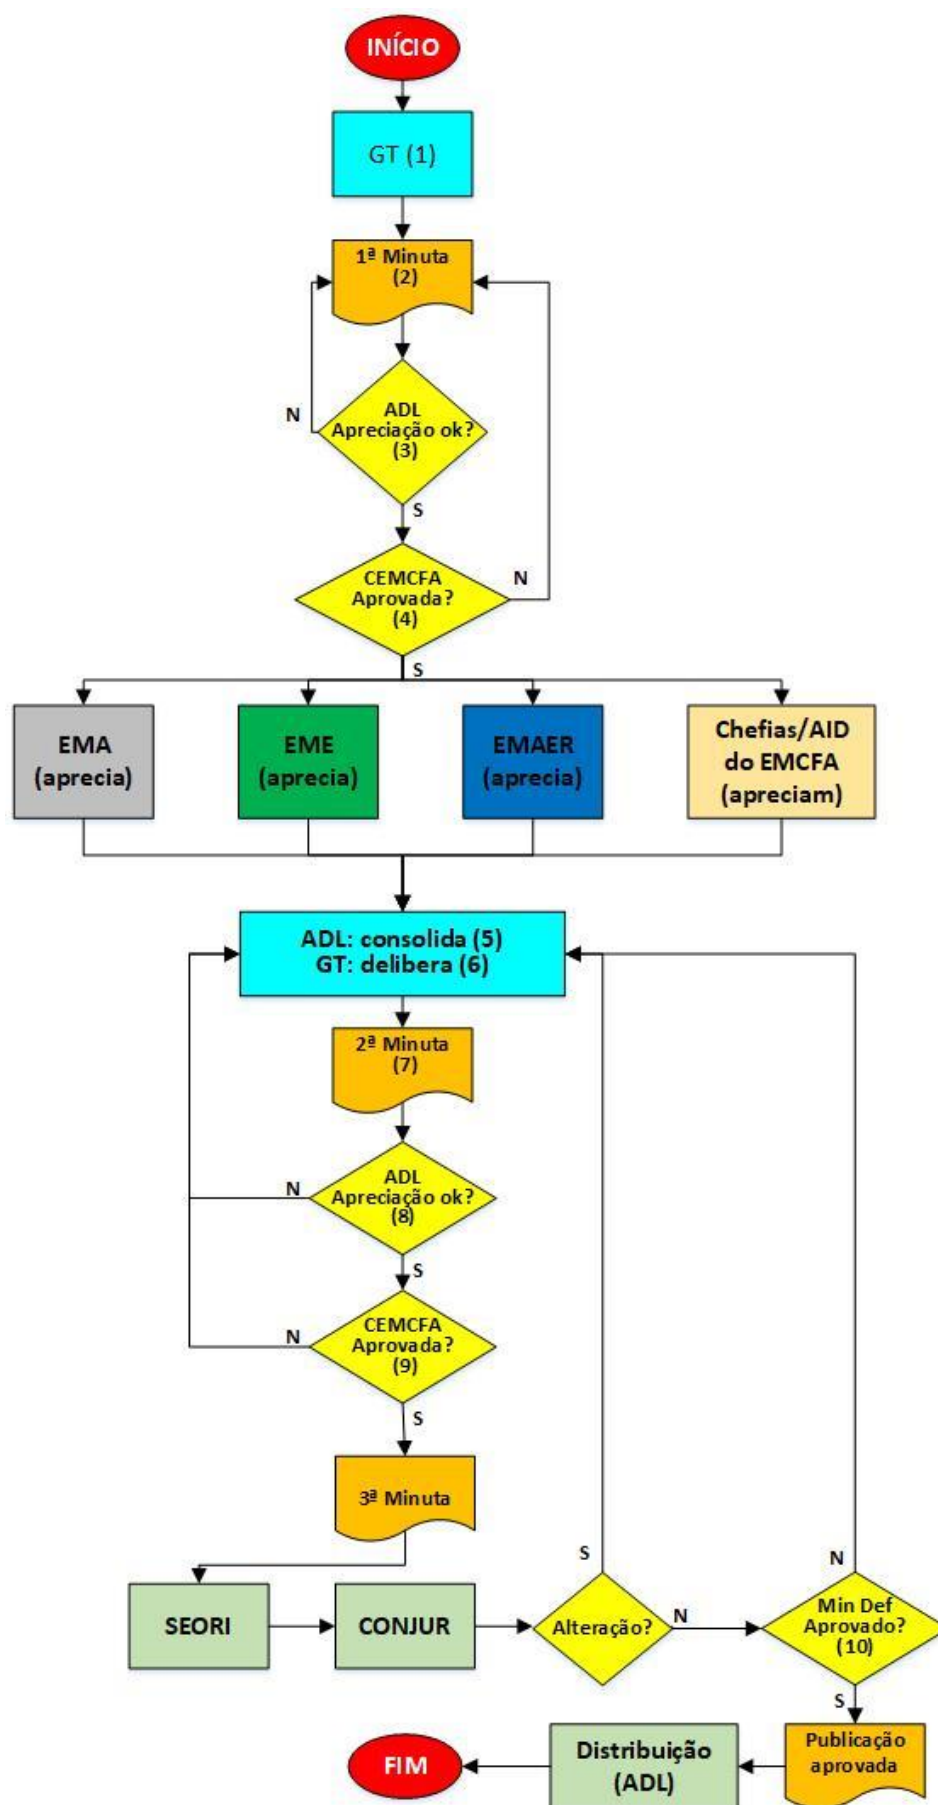 INÍCIO
GT (1)
1ª Minuta
(2)
ADL
Apreciação ok?
(3)
N
S
CEMCFA
Aprovada?
(4)
N
S
EMA
(aprecia)
EME
(aprecia)
EMAER
(aprecia)
Chefias/AID
do EMCFA
(apreciam)
ADL: consolida (5)
GT: delibera (6)
2ª Minuta
(7)
ADL
Apreciação ok?
(8)
N
S
CEMCFA
Aprovada?
(9)
N
S
3ª Minuta
SEORI
CONJUR
Alteração?
S
N
Min Def
Aprovado?
(10)
N
S
Publicação
aprovada
Distribuição
(ADL)
FIM